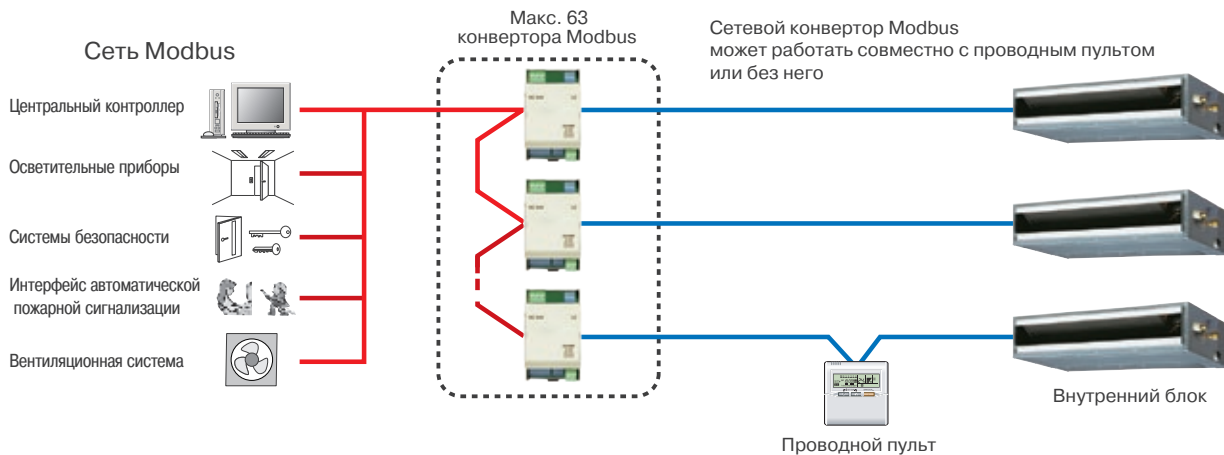 Сеть Modbus
Макс. 63
конвертора Modbus
Сетевой конвертор Modbus
может работать совместно с проводным пультом
или без него
Центральный контроллер
Осветительные приборы
Системы безопасности
Интерфейс автоматической
пожарной сигнализации
Вентиляционная система
Внутренний блок
Проводной пульт